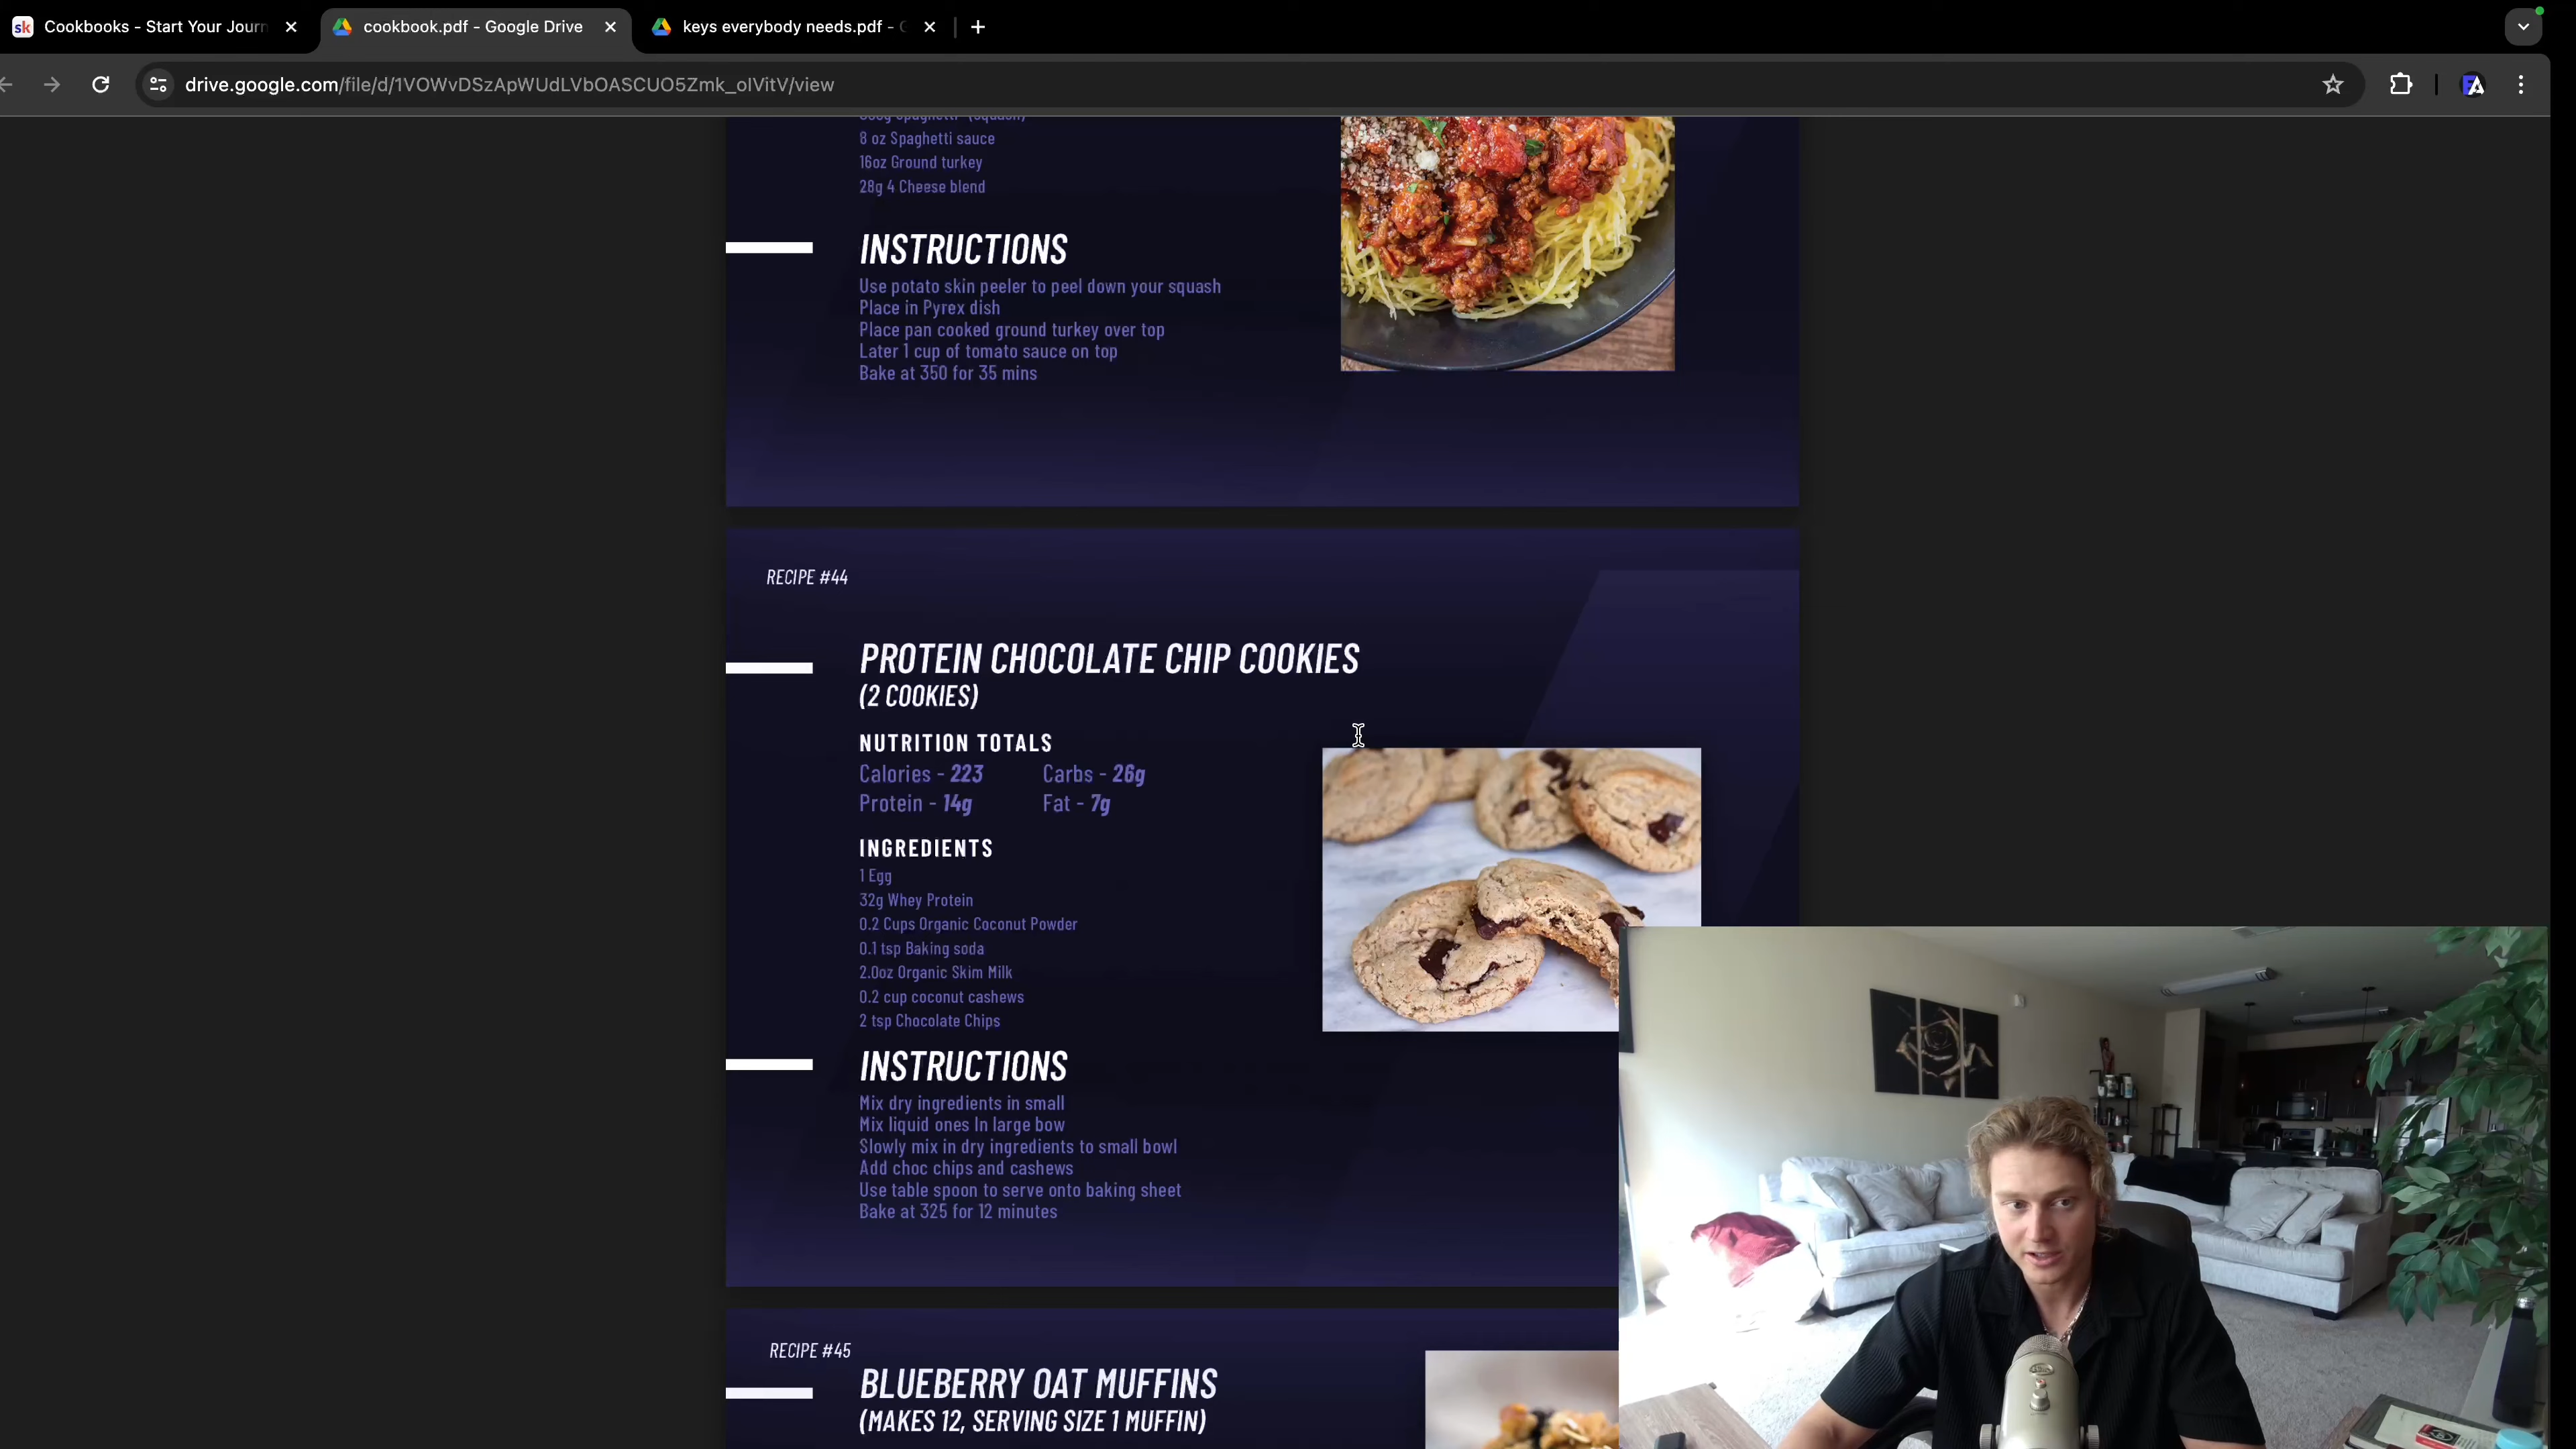 Cookbooks - Start Your Journ
cookbook.pdf - Google Drive
keys everybody needs.pdf -
drive.google.com/file/d/1VOWvDSzApWUdLVbOASCUO5Zmk_oIVitV/view
8 oz Spaghetti sauce
16oz Ground turkey
28g 4 Cheese blend
INSTRUCTIONS
Use potato skin peeler to peel down your squash
Place in Pyrex dish
Place pan cooked ground turkey over top
Later 1 cup of tomato sauce on top
Bake at 350 for 35 mins
RECIPE #44
PROTEIN CHOCOLATE CHIP COOKIES
(2 COOKIES)
NUTRITION TOTALS
Calories - 223 Carbs - 26g
Protein - 14g Fat - 7g
INGREDIENTS
1 Egg
32g Whey Protein
0.2 Cups Organic Coconut Powder
0.1 tsp Baking soda
2.0oz Organic Skim Milk
0.2 cup coconut cashews
2 tsp Chocolate Chips
INSTRUCTIONS
Mix dry ingredients in small
Mix liquid ones In large bow
Slowly mix in dry ingredients to small bowl
Add choc chips and cashews
Use table spoon to serve onto baking sheet
Bake at 325 for 12 minutes
RECIPE #45
BLUEBERRY OAT MUFFINS
(MAKES 12, SERVING SIZE 1 MUFFIN)